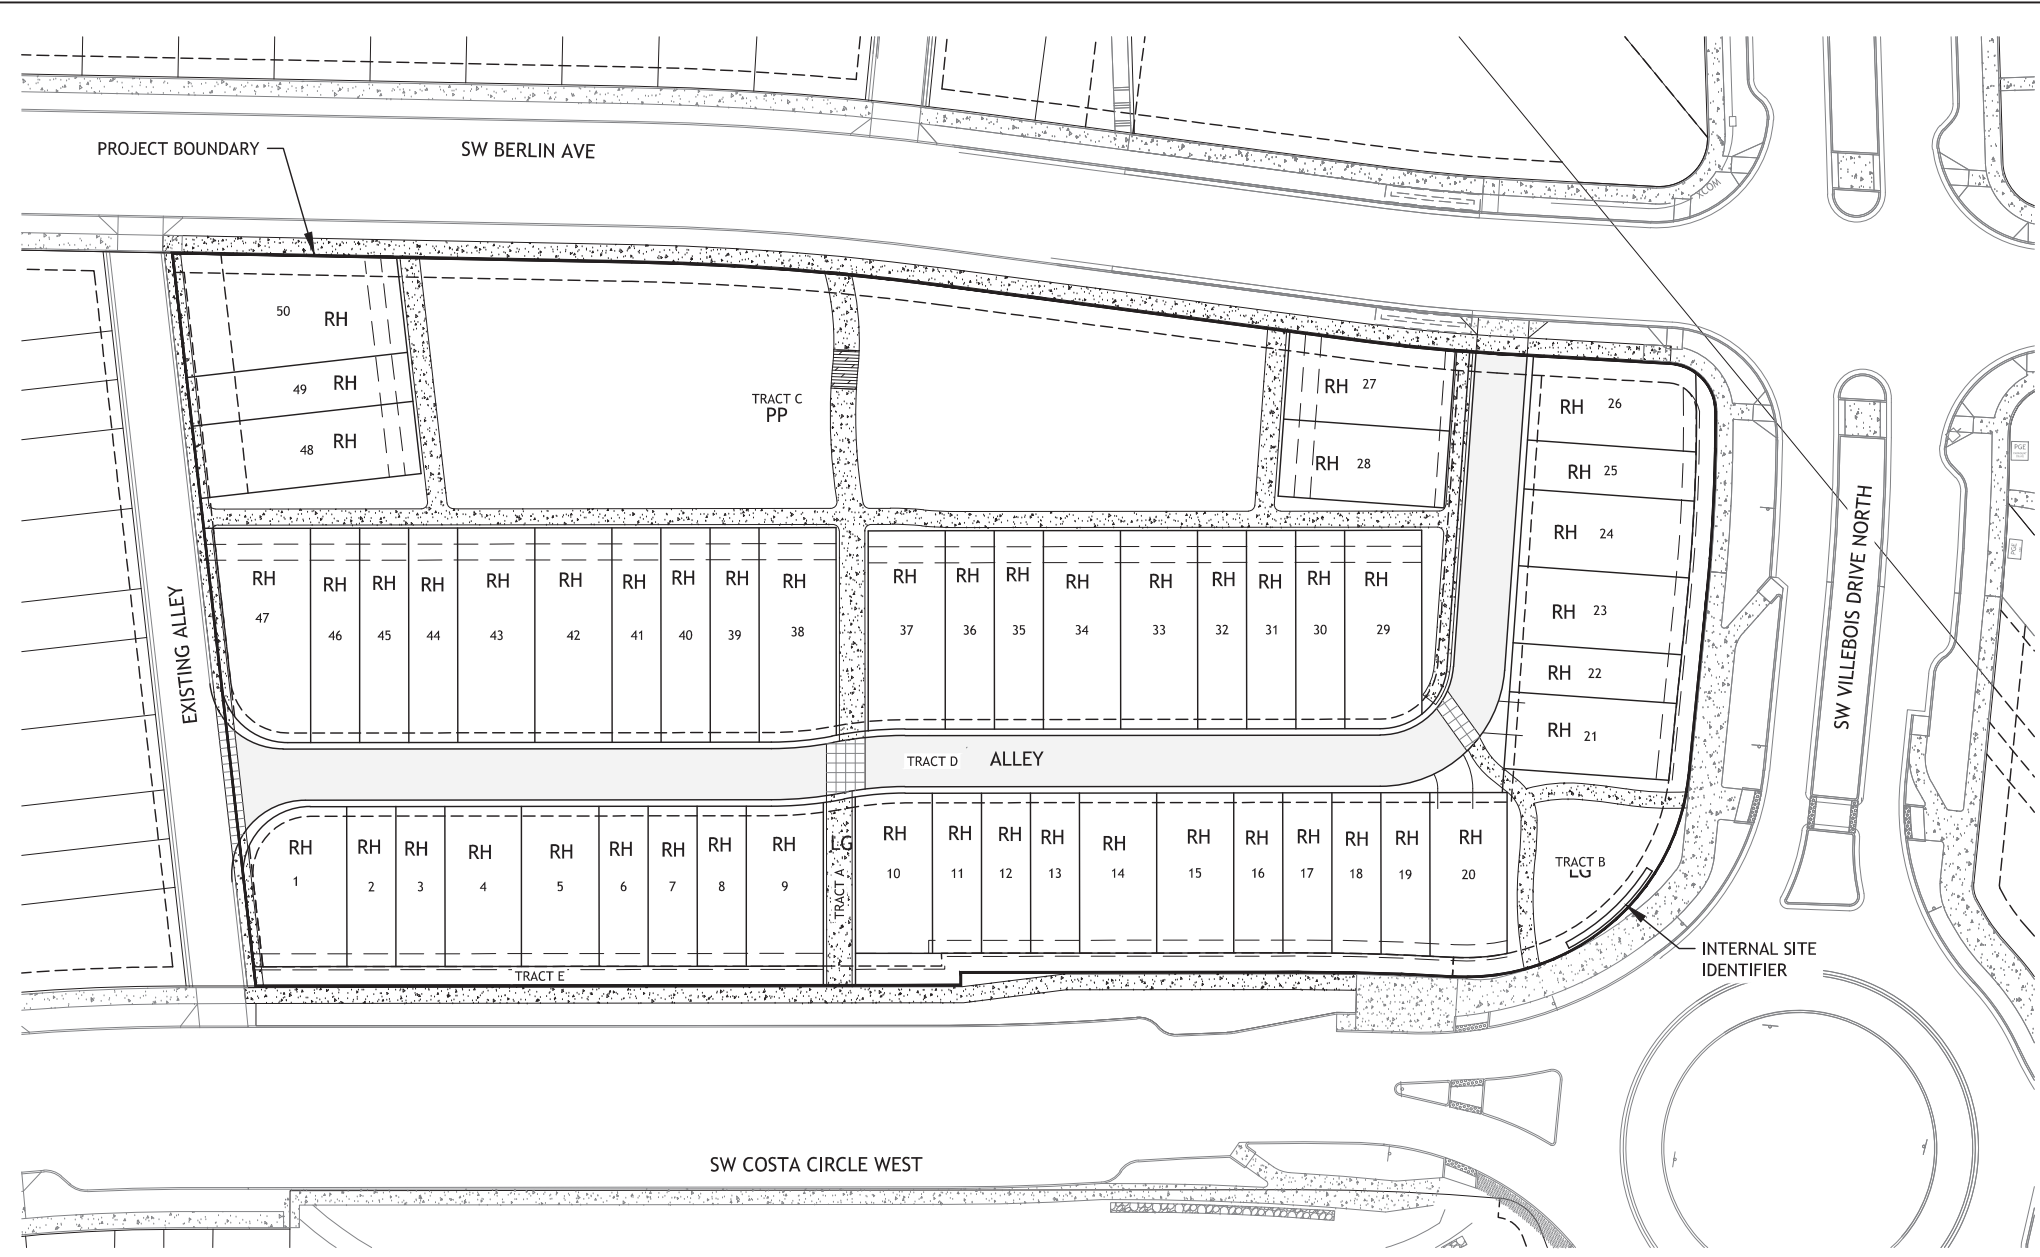 PROJECT BOUNDARY
SW BERLIN AVE
XCOM
50 RH
49 RH
48 RH
TRACT C
PP
RH 27
RH 28
RH 26
RH 25
RH 24
RH 23
RH 22
RH 21
PGE
PGE
EXISTING ALLEY
SW VILLEBOIS DRIVE NORTH
RH RH RH RH RH RH RH RH RH RH RH RH RH RH RH RH RH RH RH
47 46 45 44 43 42 41 40 39 38 37 36 35 34 33 32 31 30 29
TRACT D ALLEY
RH RH RH RH RH RH RH RH RH LG RH RH RH RH RH RH RH RH RH RH RH
1 2 3 4 5 6 7 8 9 TRACT A 10 11 12 13 14 15 16 17 18 19 20
TRACT B
LG
TRACT E
INTERNAL SITE
IDENTIFIER
SW COSTA CIRCLE WEST